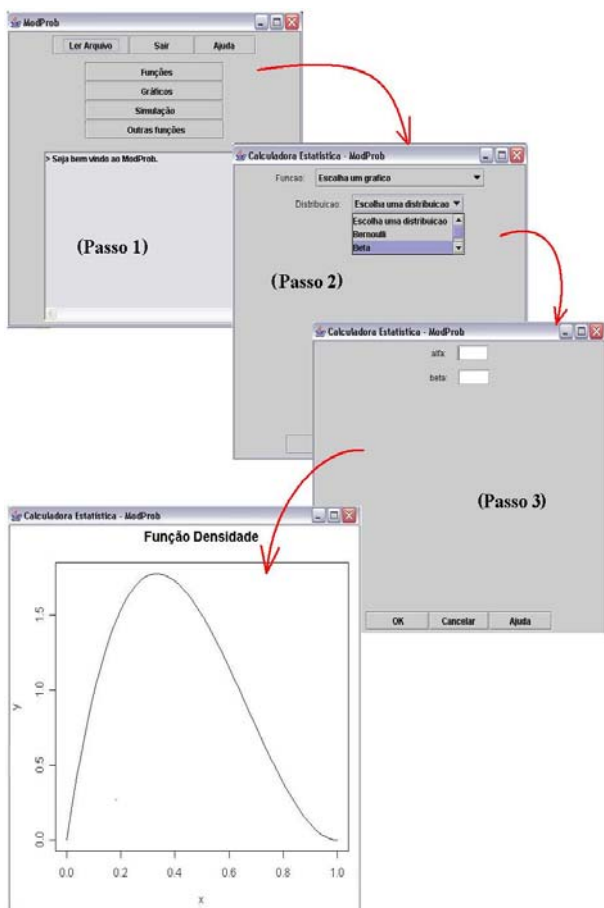 ModProb
Ler Arquivo Sair Ajuda
Funções
Gráficos
Simulação
Outras funções
> Seja bem vindo ao ModProb.
(Passo 1)
Calculadora Estatística - ModProb
Funcao: Escolha um grafico
Distribuicao: Escolha uma distribuicao
Escolha uma distribuicao
Bernoulli
Beta
(Passo 2)
Calculadora Estatística - ModProb
alfa:
beta:
(Passo 3)
OK Cancelar Ajuda
Calculadora Estatística - ModProb
Função Densidade
y
1.5
1.0
0.5
0.0
0.0 0.2 0.4 0.6 0.8 1.0
x